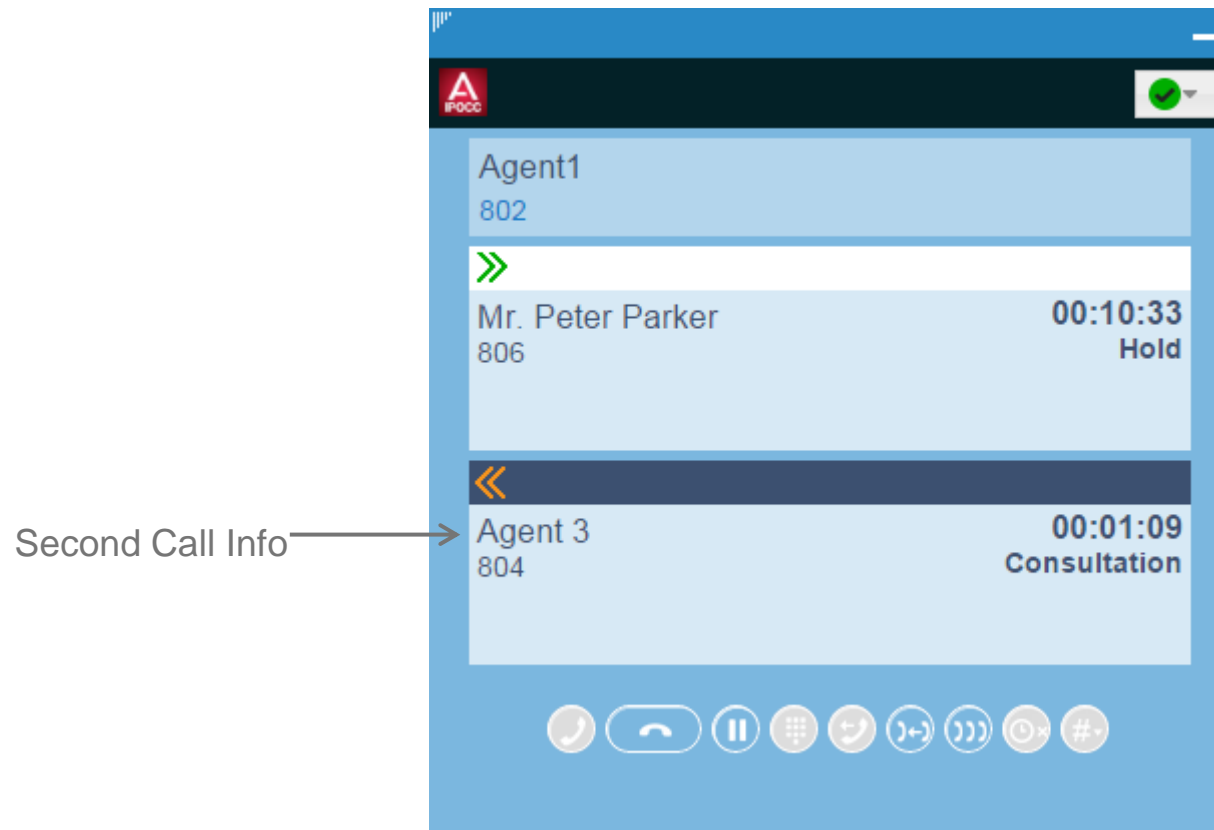 A
IPOCC
Agent1
802
Mr. Peter Parker
00:10:33
806
Hold
Second Call Info
Agent 3
00:01:09
804
Consultation
#